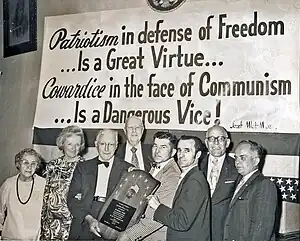 Patriotism in defense of Freedom
...Is a Great Virtue...
Cowardice in the face of Communism
...Is a Dangerous Vice!